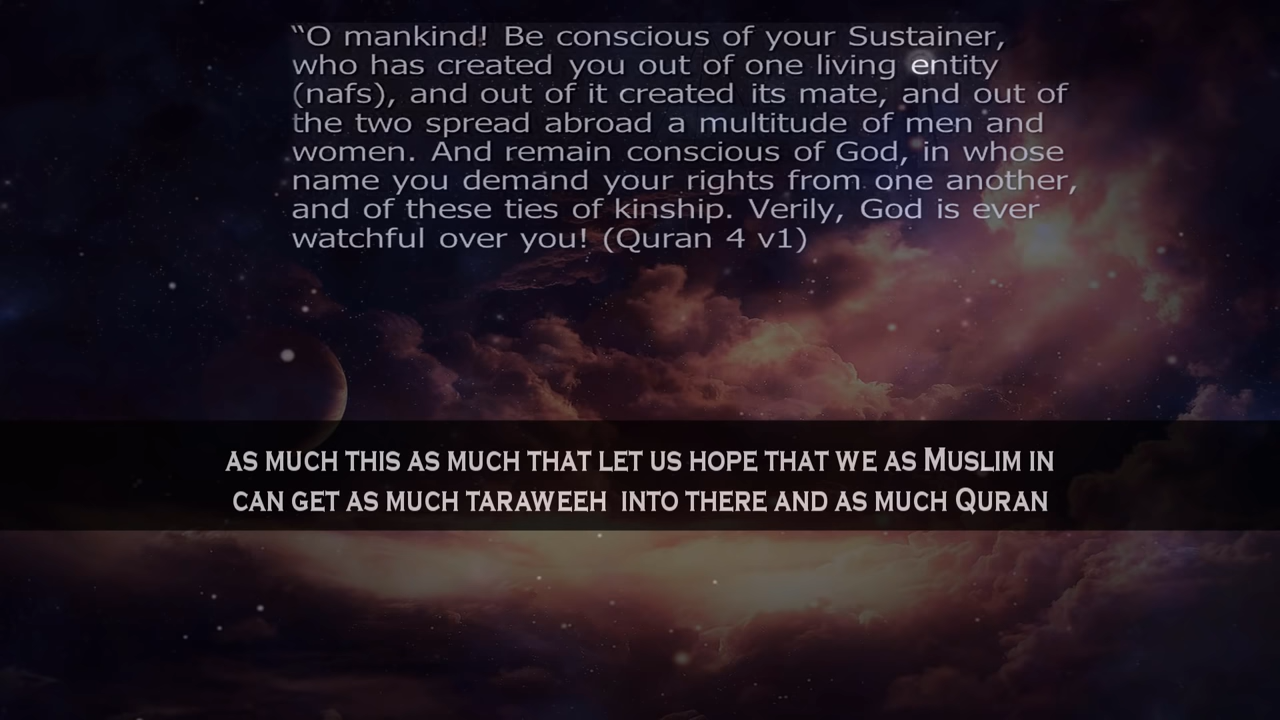 “O mankind! Be conscious of your Sustainer,
who has created you out of one living entity
(nafs), and out of it created its mate, and out of
the two spread abroad a multitude of men and
women. And remain conscious of God, in whose
name you demand your rights from one another,
and of these ties of kinship. Verily, God is ever
watchful over you! (Quran 4 v1)
AS MUCH THIS AS MUCH THAT LET US HOPE THAT WE AS MUSLIM IN
CAN GET AS MUCH TARAWEEH INTO THERE AND AS MUCH QURAN